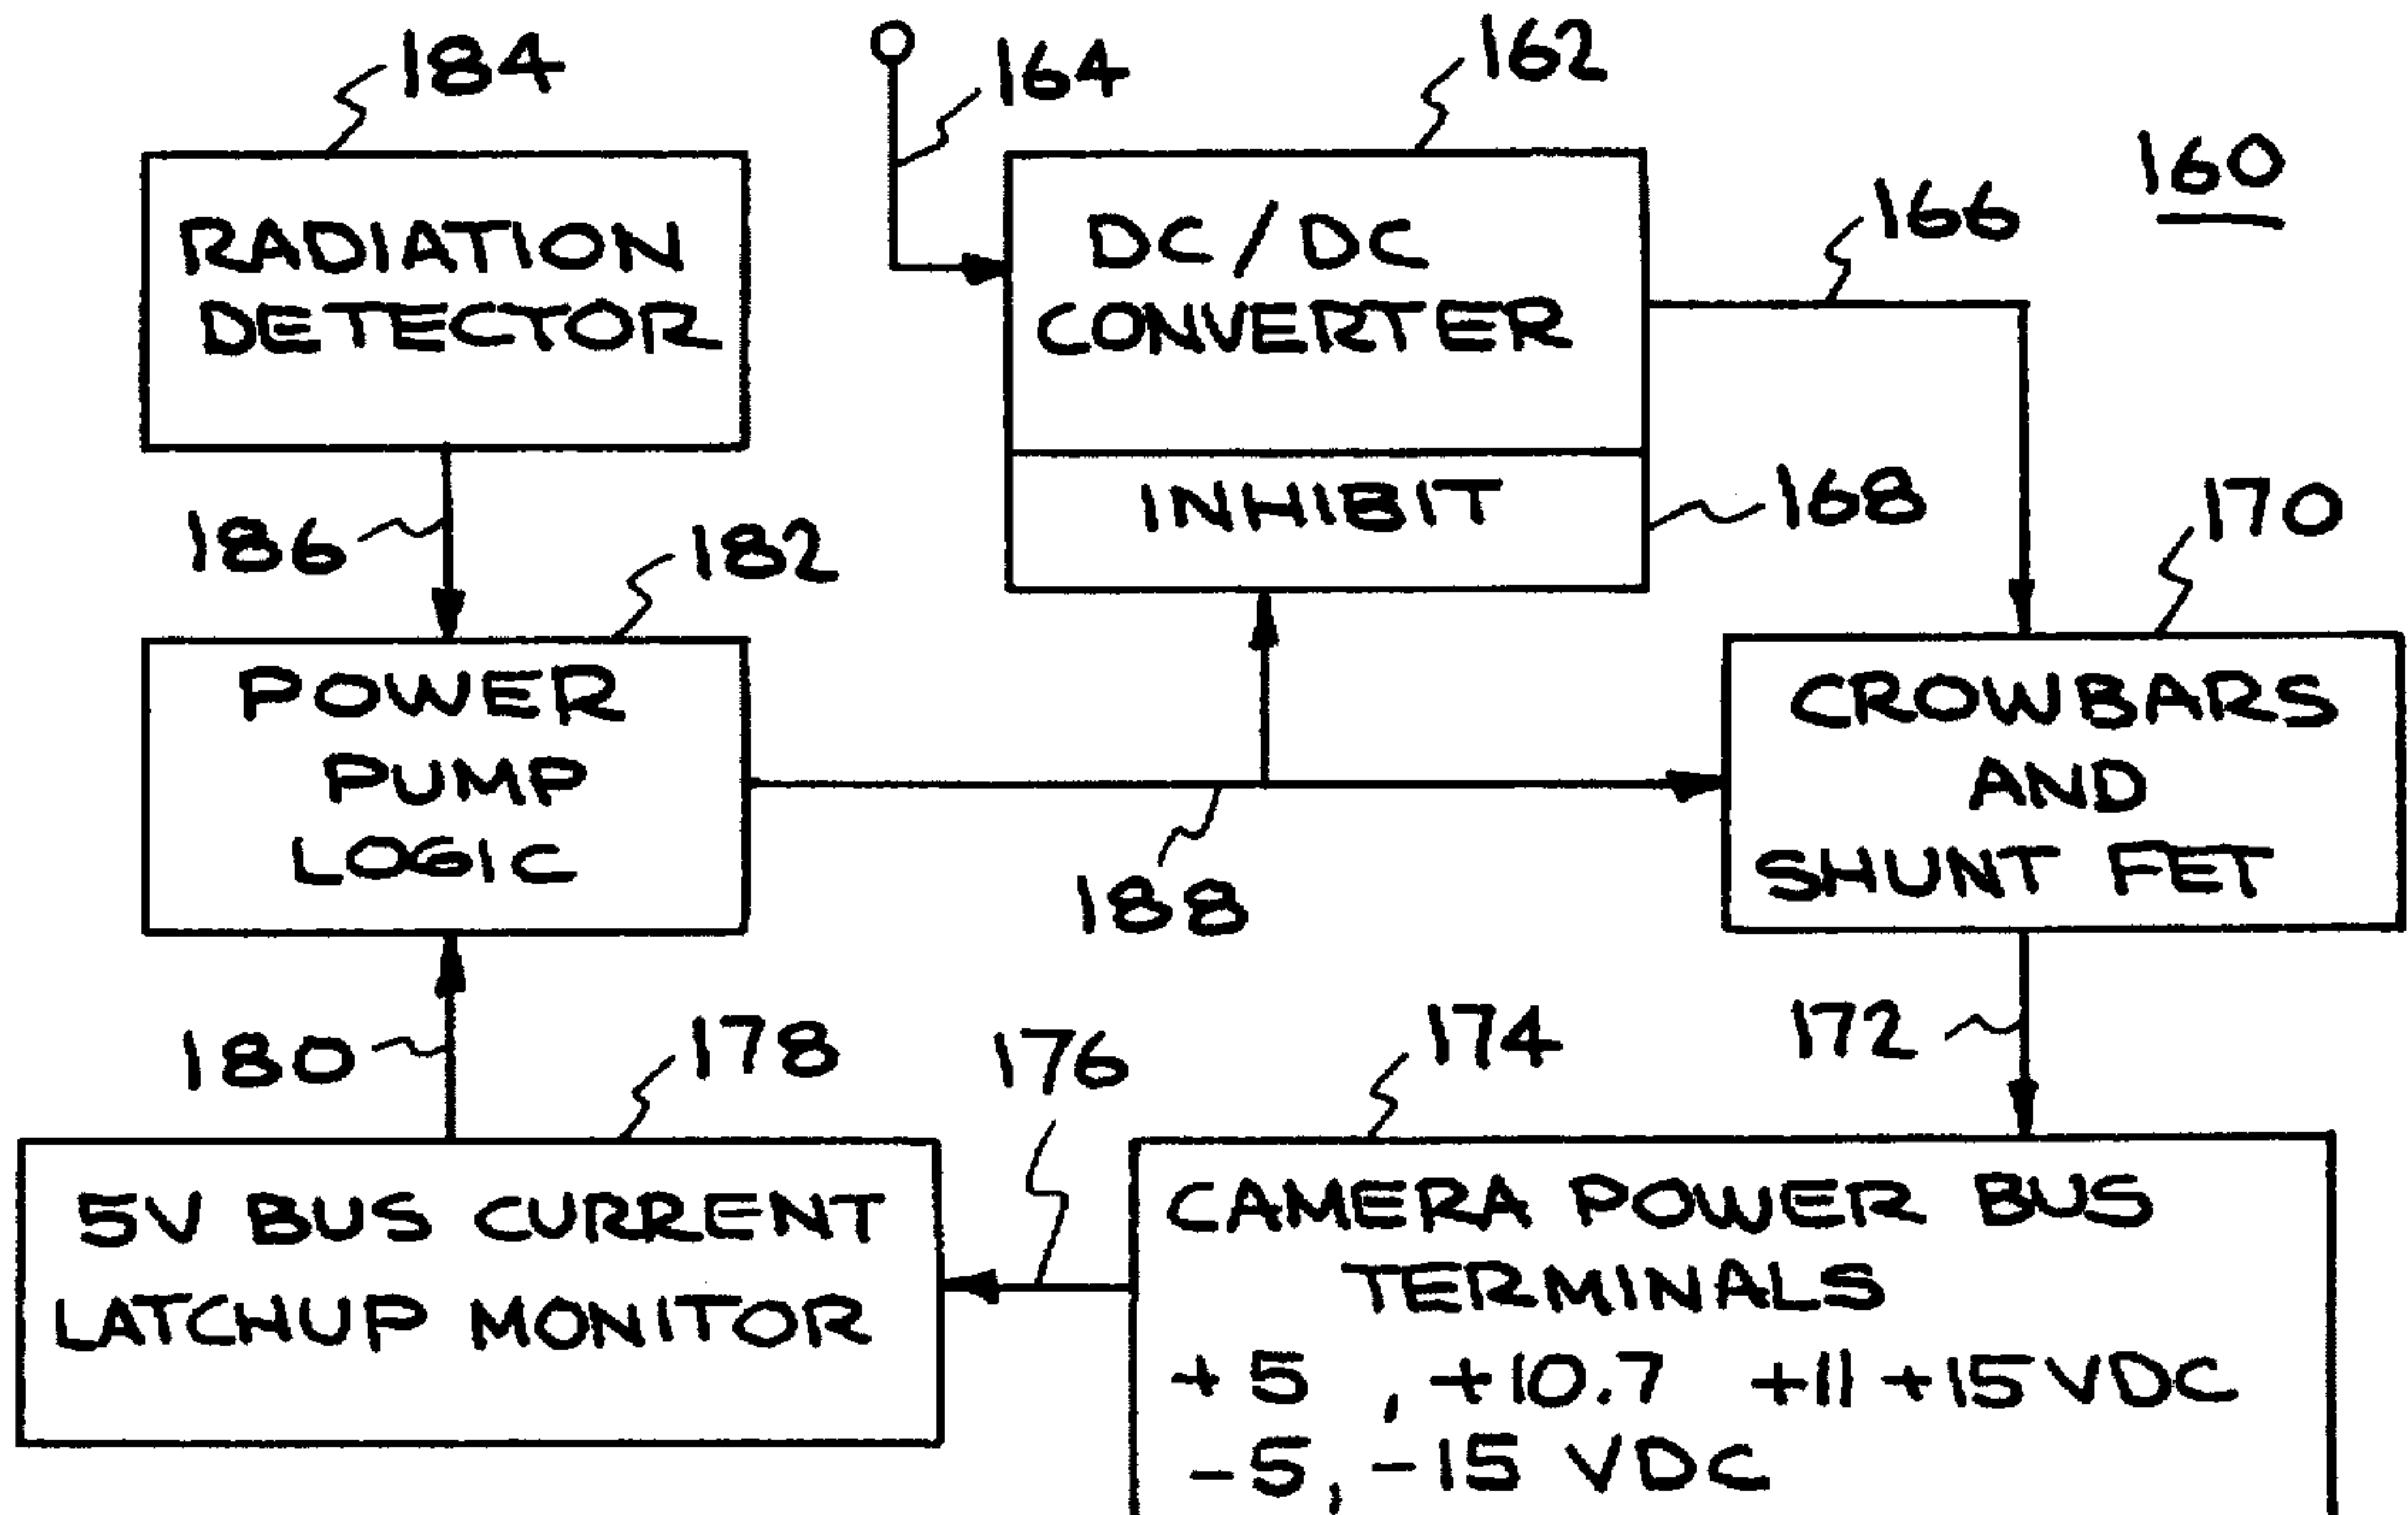 184
164
162
160
RADIATION
DETECTOR
DC/DC
CONVERTER
166
INHIBIT
168
170
186
182
POWER
PUMP
LOGIC
CROWBARS
AND
SHUNT FET
188
180
178
176
174
172
5V BUS CURRENT
LATCHUP MONITOR
CAMERA POWER BUS
TERMINALS
+5 , +10.7 +11 +15 VDC
-5, -15 VDC